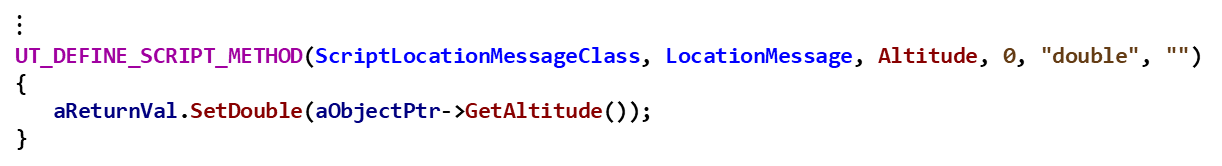 ⋮
UT_DEFINE_SCRIPT_METHOD(ScriptLocationMessageClass, LocationMessage, Altitude, 0, "double", "")
{
   aReturnVal.SetDouble(aObjectPtr->GetAltitude());
}